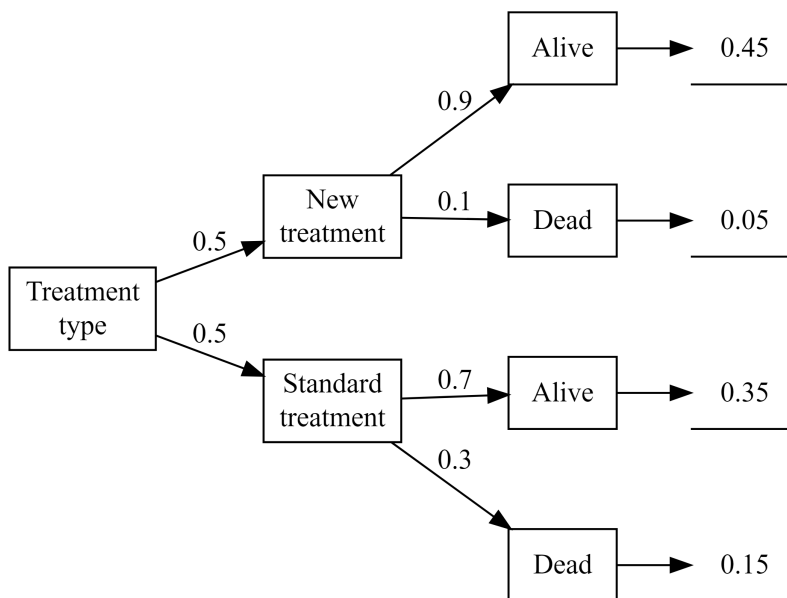 Alive
0.45
0.9
New
treatment
0.1
Dead
0.05
0.5
Treatment
type
0.5
Standard
treatment
0.7
Alive
0.35
0.3
Dead
0.15